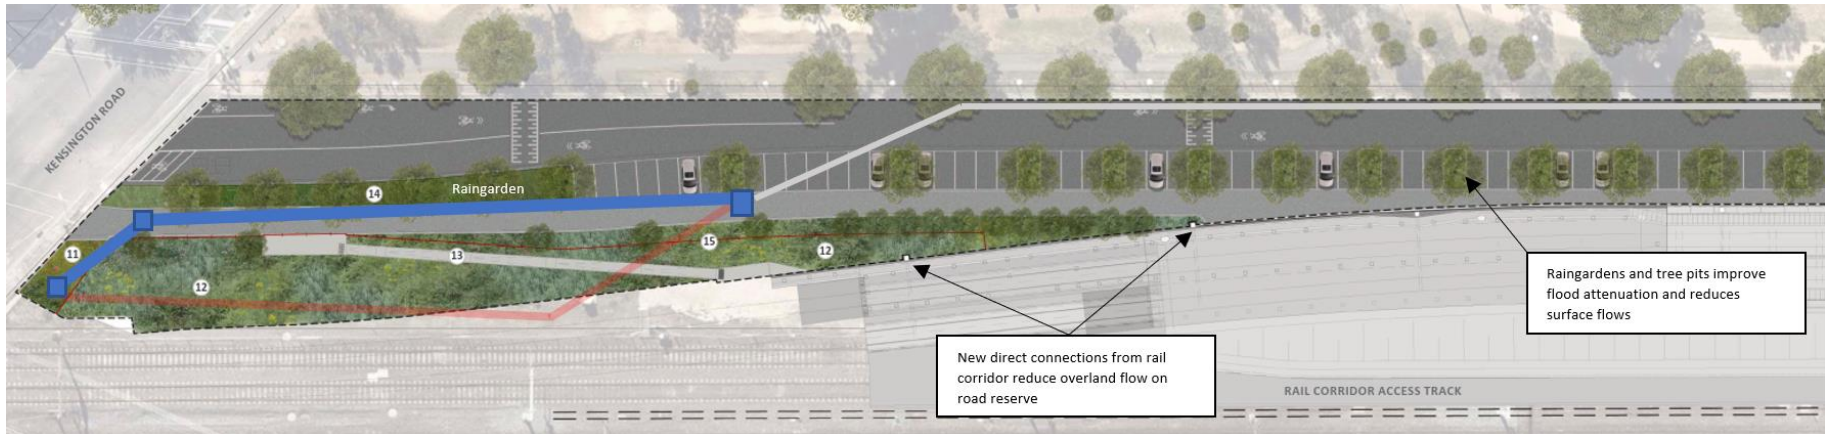 KENSINGTON ROAD
14
Raingarden
11
13
15
12
12
Raingardens and tree pits improve
flood attenuation and reduces
surface flows
New direct connections from rail
corridor reduce overland flow on
road reserve
RAIL CORRIDOR ACCESS TRACK